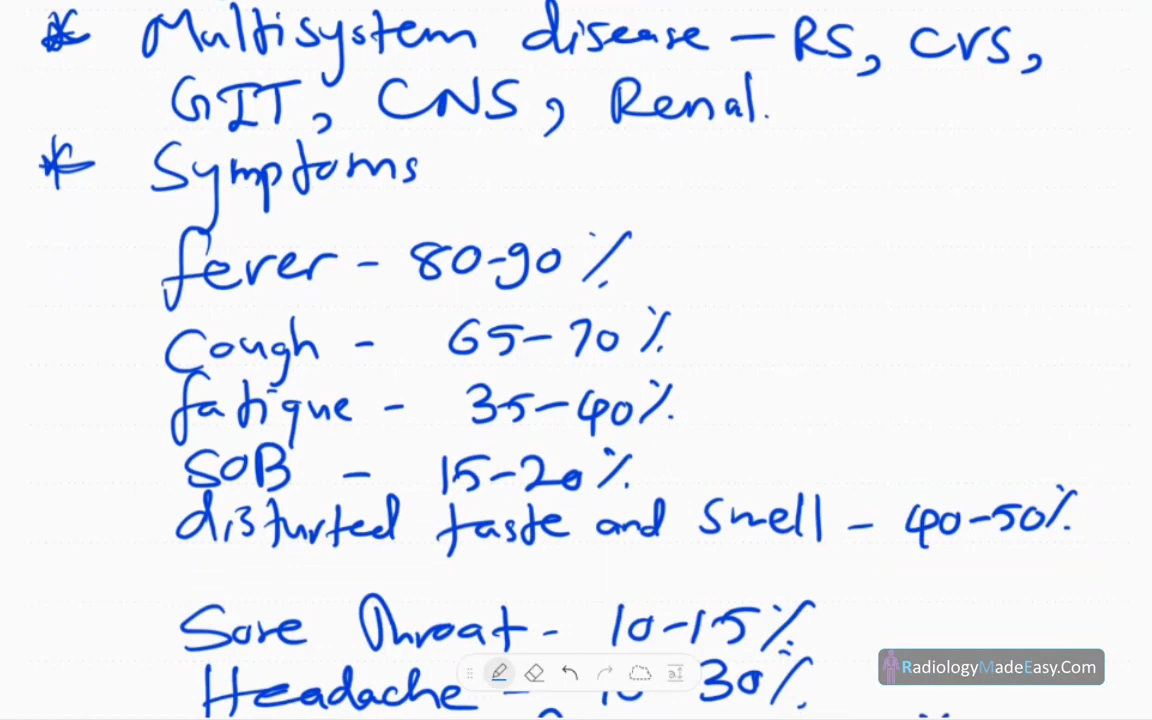 * Multisystem disease - RS, CVS,
GIT, CNS, Renal.
* Symptoms
fever - 80-90%
Cough - 65-70%
fatigue - 35-40%
SOB - 15-20%
disturted taste and smell - 40-50%
Sore Throat - 10-15%
Headache - 30%
RadiologyMadeEasy.Com